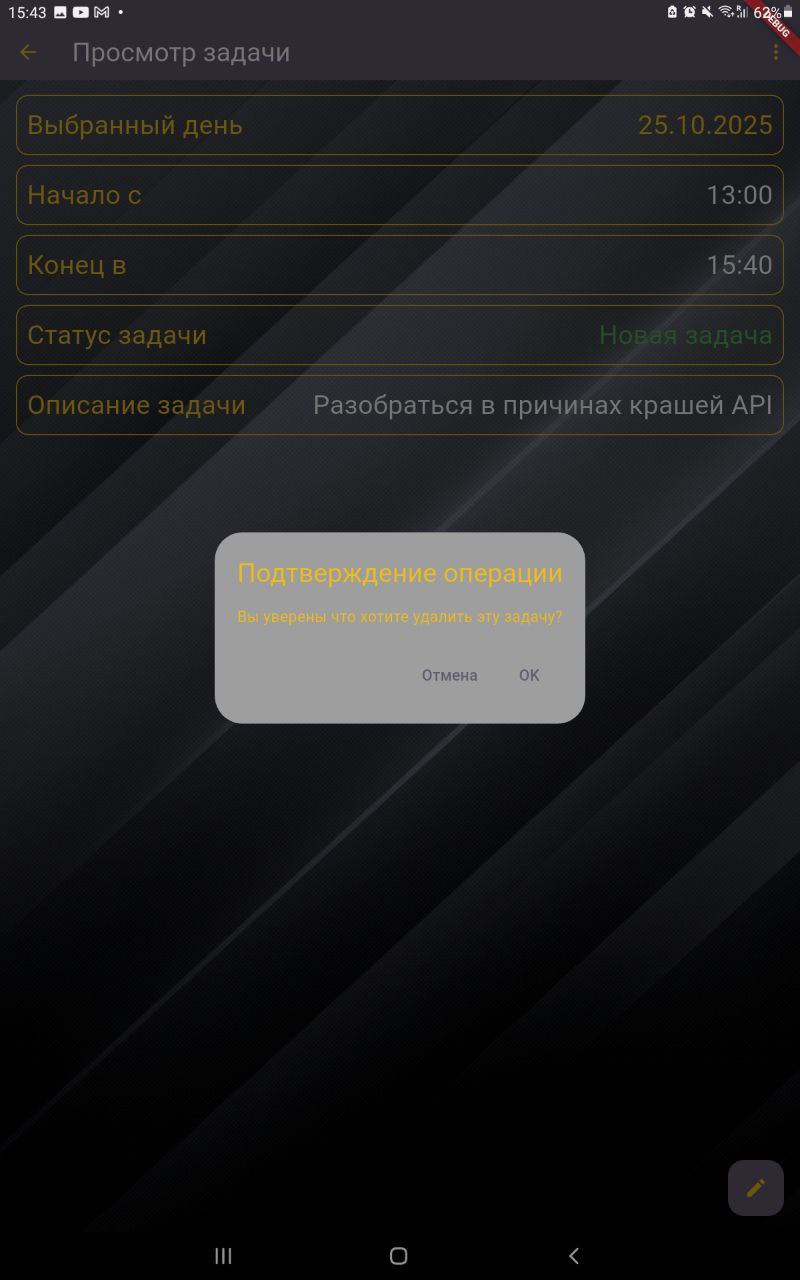 15:43
62%
DEBUG
Просмотр задачи
Выбранный день 25.10.2025
Начало с 13:00
Конец в 15:40
Статус задачи Новая задача
Описание задачи Разобраться в причинах крашей API
Подтверждение операции
Вы уверены что хотите удалить эту задачу?
Отмена OK